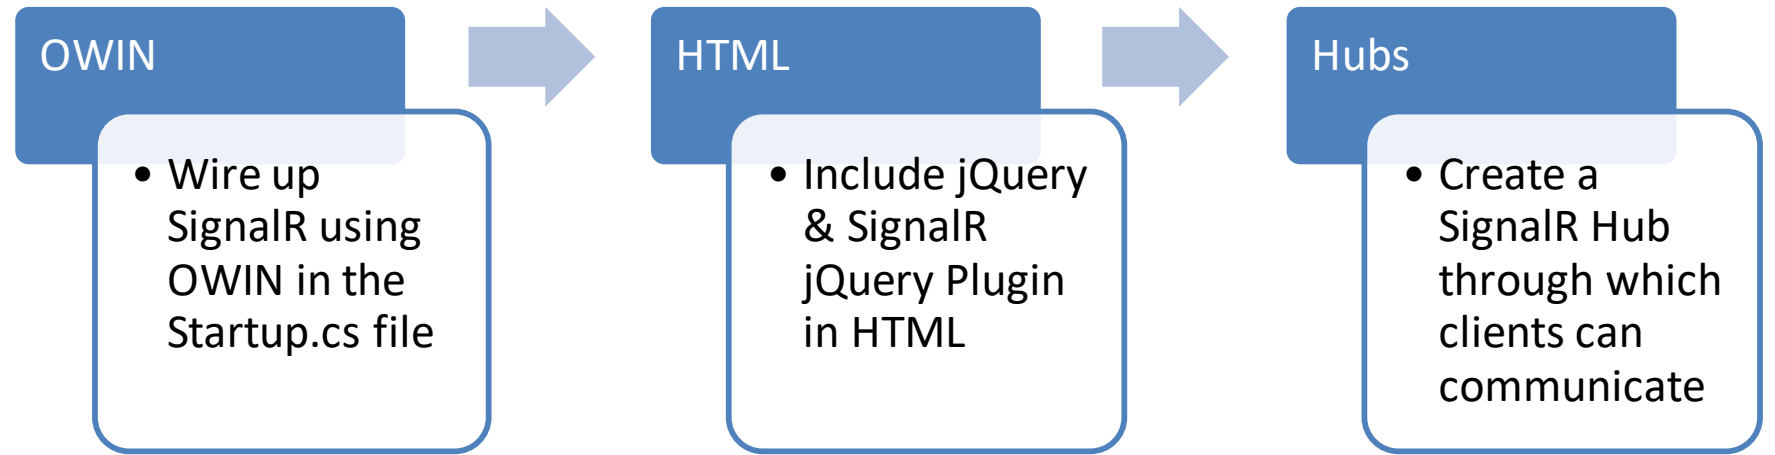 OWIN
• Wire up
SignalR using
OWIN in the
Startup.cs file
HTML
• Include jQuery
& SignalR
jQuery Plugin
in HTML
Hubs
• Create a
SignalR Hub
through which
clients can
communicate